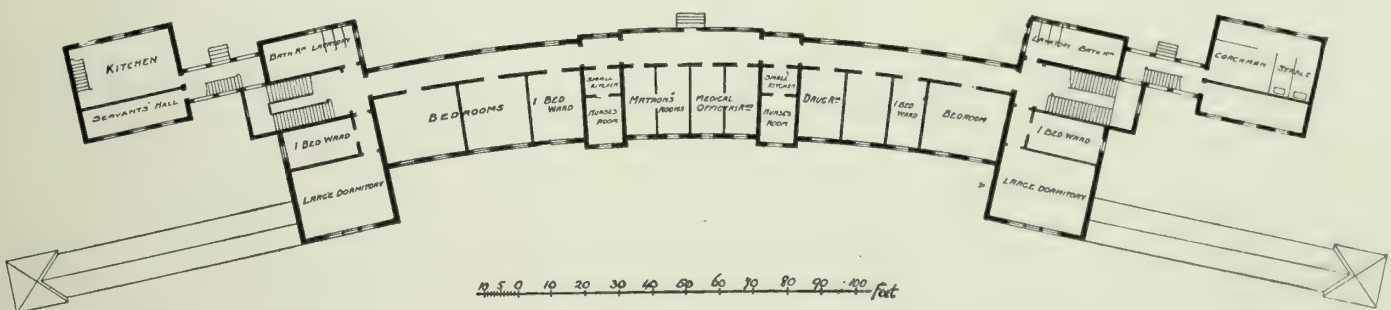 KITCHEN
SERVANTS' HALL
BATH RM LAVATORY
1 BED WARD
LARGE DORMITORY
BEDROOMS
1 BED
WARD
SMALL
KITCHEN
NURSES
ROOM
MATRON'S
ROOMS
MEDICAL
OFFICERS RMS
SMALL
KITCHEN
NURSES
ROOM
DRUG RM
1 BED
WARD
BEDROOM
LAVATORY BATH RM
1 BED WARD
LARGE DORMITORY
COACHMAN
STABLE
10 5 0 10 20 30 40 50 60 70 80 90 100 feet